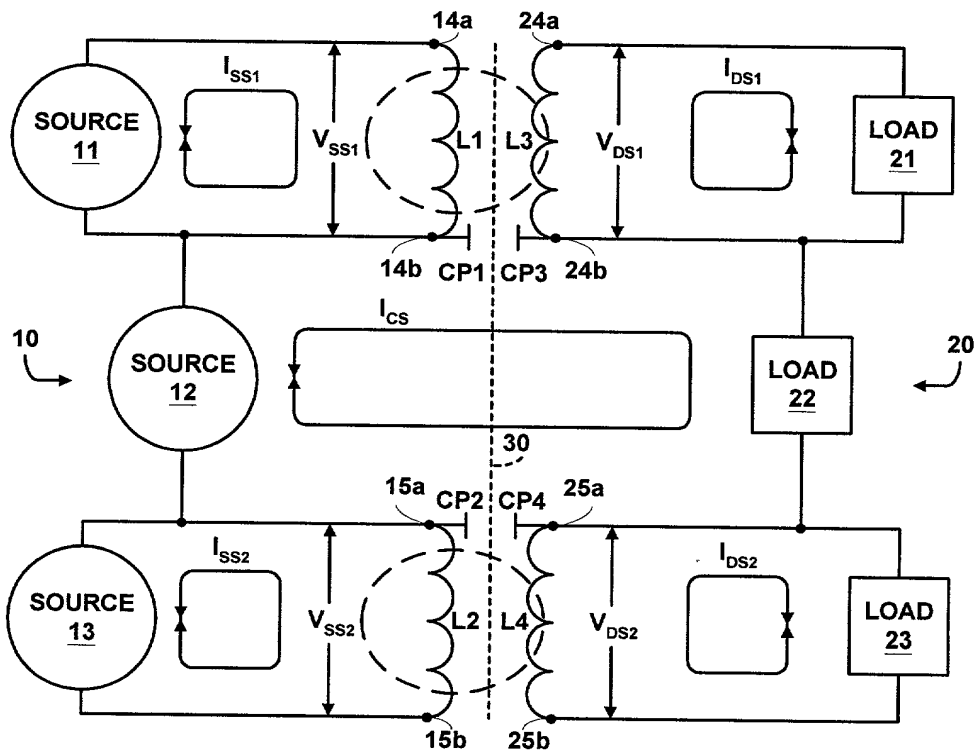 14a
24a
I_SS1
I_DS1
SOURCE
11
V_SS1
L1
L3
V_DS1
LOAD
21
14b
CP1
CP3
24b
I_CS
10
SOURCE
12
LOAD
22
20
30
15a
CP2
CP4
25a
I_SS2
I_DS2
SOURCE
13
V_SS2
L2
L4
V_DS2
LOAD
23
15b
25b